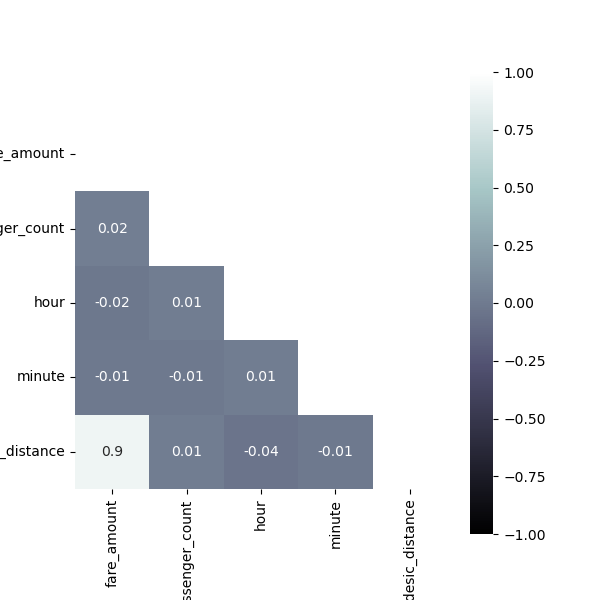 1.00
e_amount
0.75
ger_count
0.02
0.50
0.25
hour
-0.02 0.01
0.00
minute
-0.01 -0.01 0.01
−0.25
_distance
0.9 0.01 -0.04 -0.01
−0.50
−0.75
−1.00
fare_amount
ssenger_count
hour
minute
desic_distance